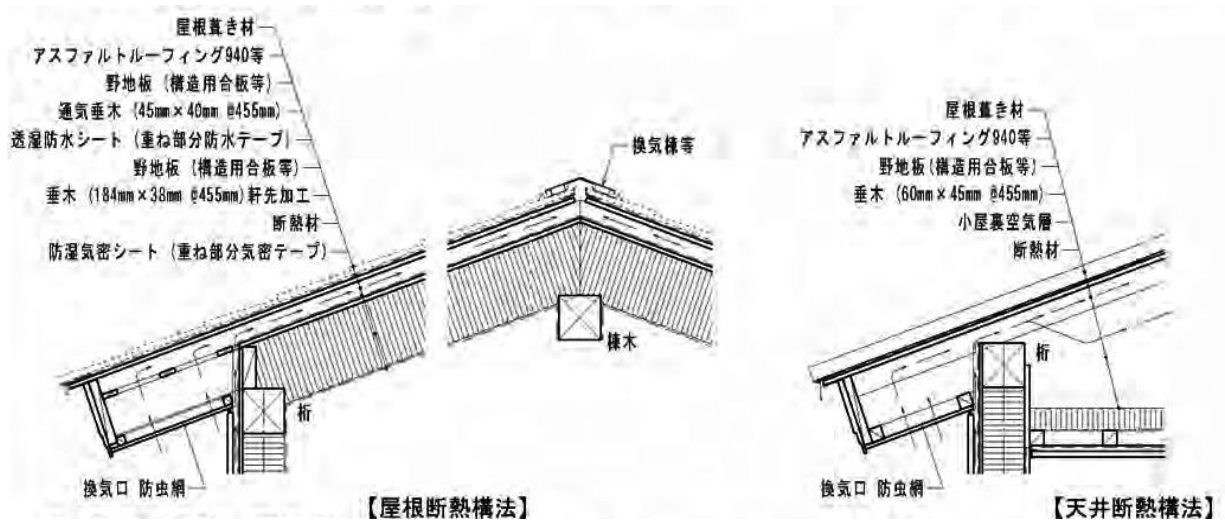 屋根葺き材
アスファルトルーフィング940等
野地板 (構造用合板等)
通気垂木 (45mm×40mm @455mm)
透湿防水シート (重ね部分防水テープ)
野地板 (構造用合板等)
垂木 (184mm×38mm @455mm) 軒先加工
断熱材
防湿気密シート (重ね部分気密テープ)
換気棟等
棟木
桁
換気口 防虫網
【屋根断熱構法】
屋根葺き材
アスファルトルーフィング940等
野地板 (構造用合板等)
垂木 (60mm×45mm @455mm)
小屋裏空気層
断熱材
桁
換気口 防虫網
【天井断熱構法】